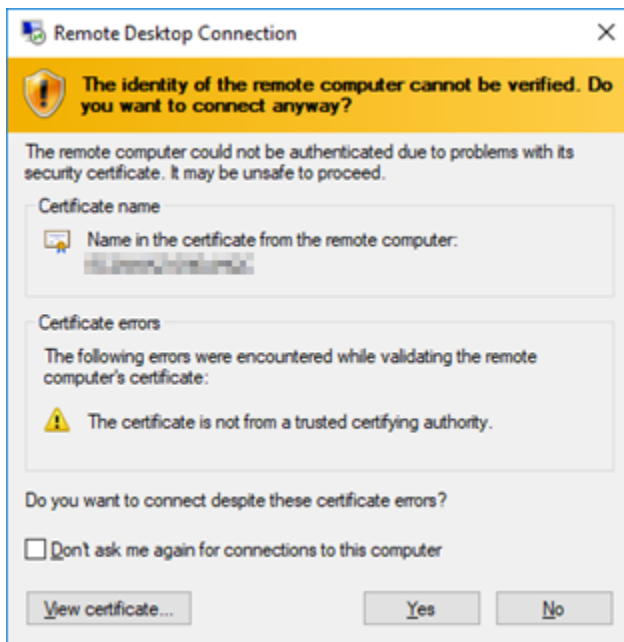 Remote Desktop Connection
The identity of the remote computer cannot be verified. Do
you want to connect anyway?
The remote computer could not be authenticated due to problems with its
security certificate. It may be unsafe to proceed.
Certificate name
Name in the certificate from the remote computer:
Certificate errors
The following errors were encountered while validating the remote
computer's certificate:
The certificate is not from a trusted certifying authority.
Do you want to connect despite these certificate errors?
Don't ask me again for connections to this computer
View certificate...
Yes
No